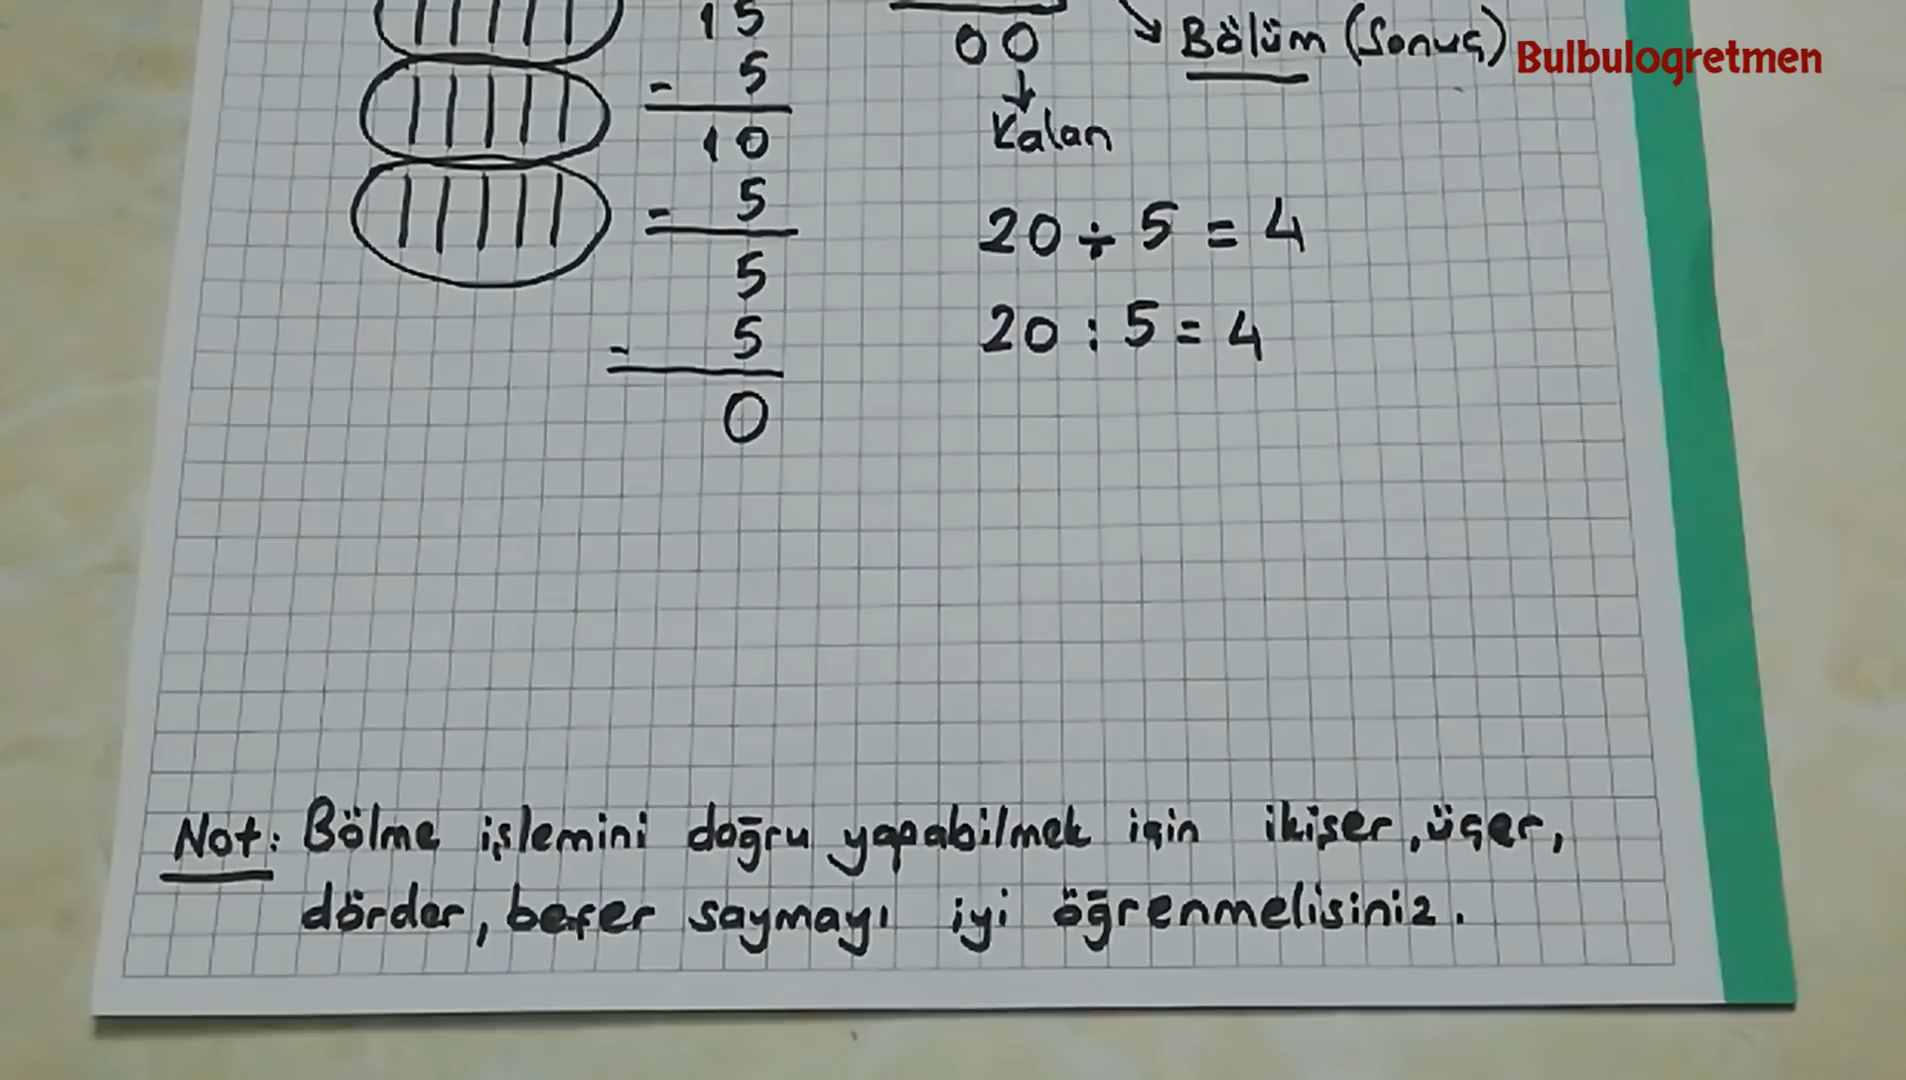 15
- 5
10
- 5
5
- 5
0
00
Kalan
Bölüm (Sonuç)
Bulbulogretmen
20 ÷ 5 = 4
20 : 5 = 4
Not: Bölme işlemini doğru yapabilmek için ikişer, üçer,
dörder, beşer saymayı iyi öğrenmelisiniz.